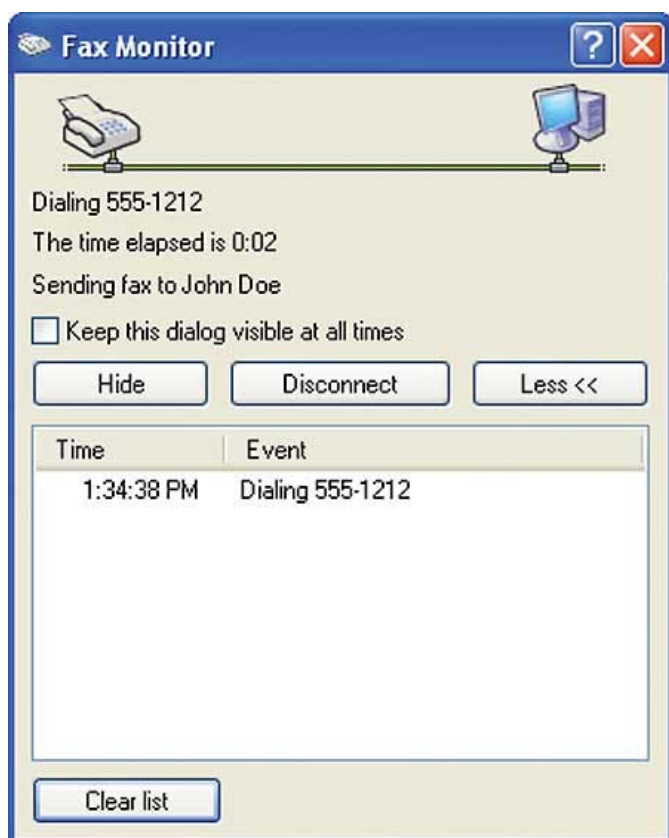 Fax Monitor
Dialing 555-1212
The time elapsed is 0:02
Sending fax to John Doe
Keep this dialog visible at all times
Hide Disconnect Less <<
Time Event
1:34:38 PM Dialing 555-1212
Clear list